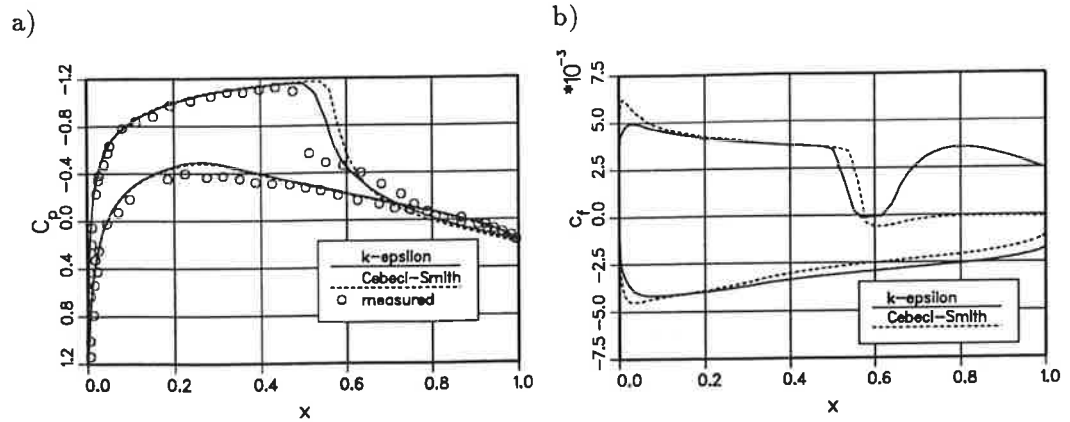 a)
-1.2
-0.8
-0.4
0.0
0.4
0.8
1.2
Cp
0.0 0.2 0.4 0.6 0.8 1.0
x
k-epsilon
Cebeci-Smith
measured
b)
*10⁻³
7.5
5.0
2.5
0.0
-2.5
-5.0
-7.5
cf
0.0 0.2 0.4 0.6 0.8 1.0
x
k-epsilon
Cebeci-Smith